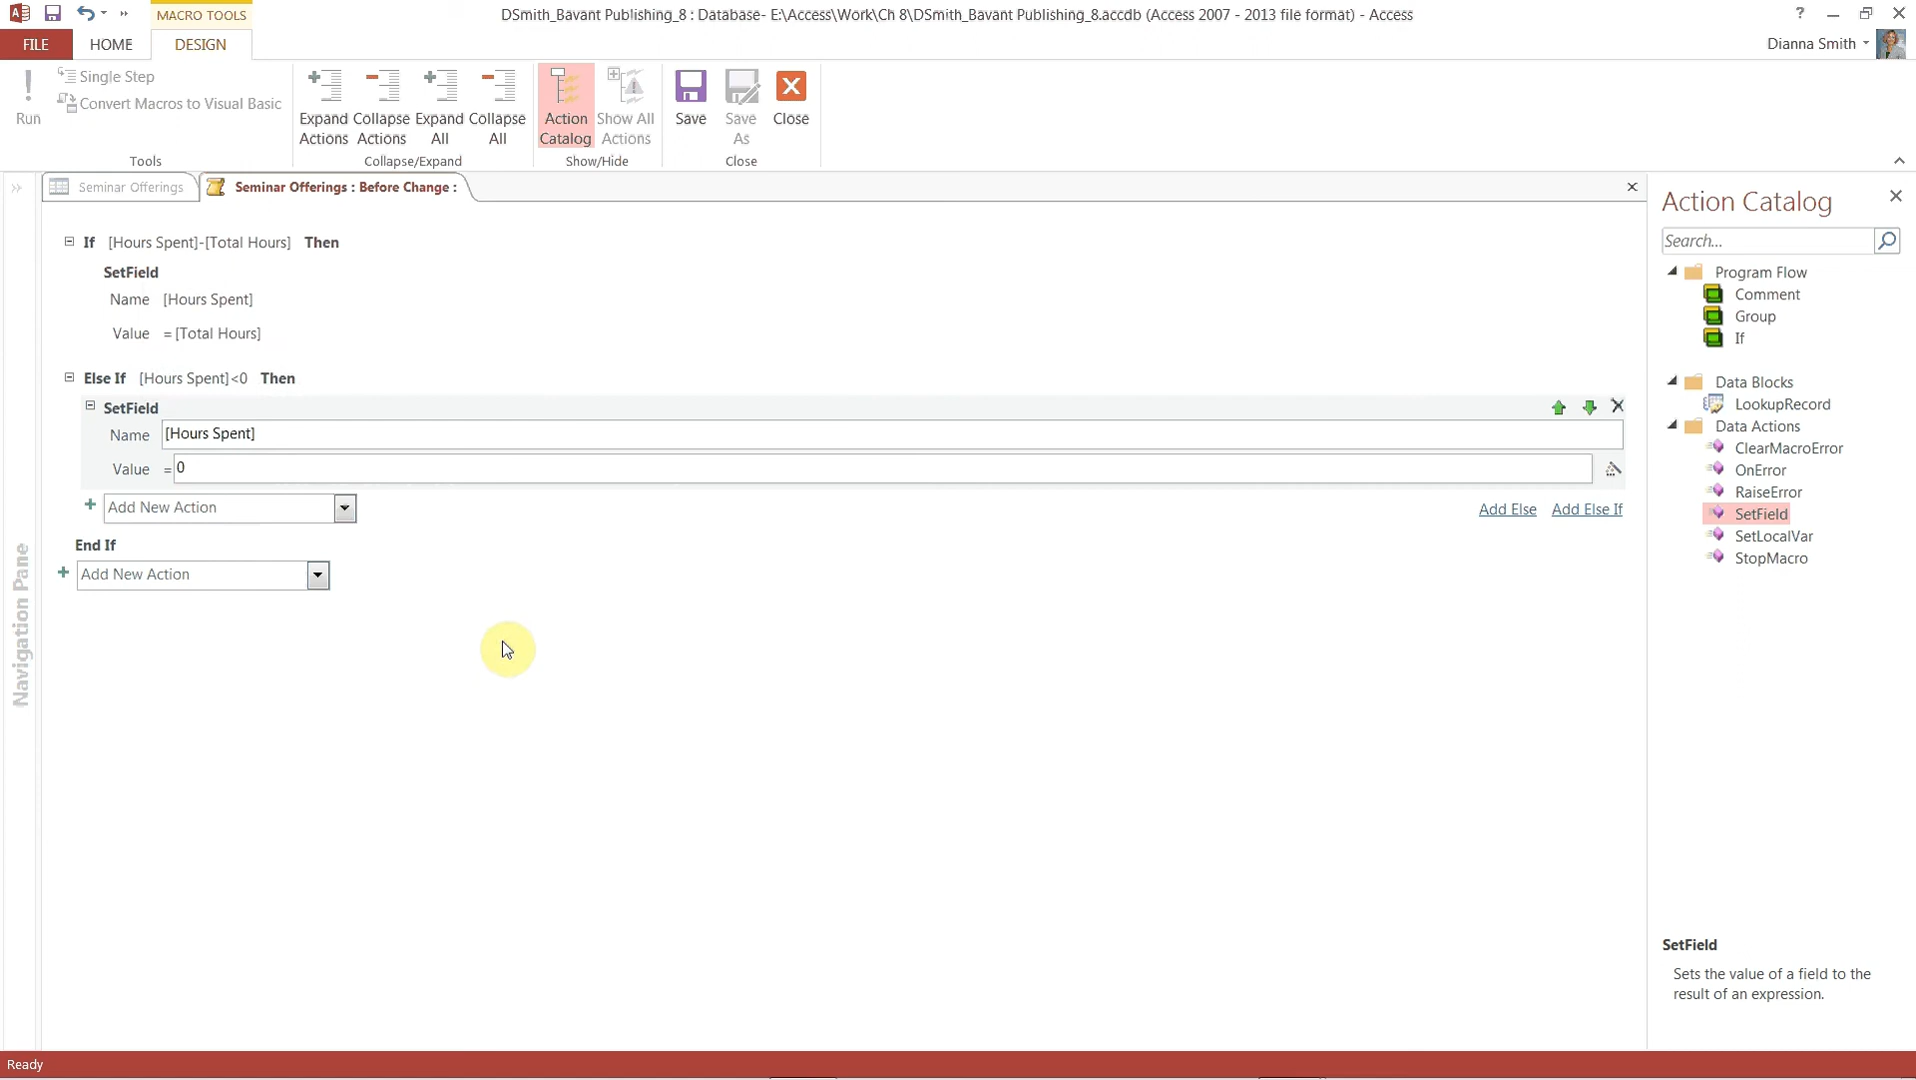 MACRO TOOLS
DSmith_Bavant Publishing_8 : Database- E:\Access\Work\Ch 8\DSmith_Bavant Publishing_8.accdb (Access 2007 - 2013 file format) - Access
?
FILE
HOME
DESIGN
Dianna Smith
Run
Single Step
Convert Macros to Visual Basic
Tools
Expand Actions
Collapse Actions
Expand All
Collapse All
Collapse/Expand
Action Catalog
Show All Actions
Show/Hide
Save
Save As
Close
Close
Navigation Pane
Seminar Offerings
Seminar Offerings : Before Change :
If [Hours Spent]-[Total Hours] Then
SetField
Name [Hours Spent]
Value = [Total Hours]
Else If [Hours Spent]<0 Then
SetField
Name [Hours Spent]
Value = 0
Add New Action
Add Else Add Else If
End If
Add New Action
Action Catalog
Search...
Program Flow
Comment
Group
If
Data Blocks
LookupRecord
Data Actions
ClearMacroError
OnError
RaiseError
SetField
SetLocalVar
StopMacro
SetField
Sets the value of a field to the
result of an expression.
Ready